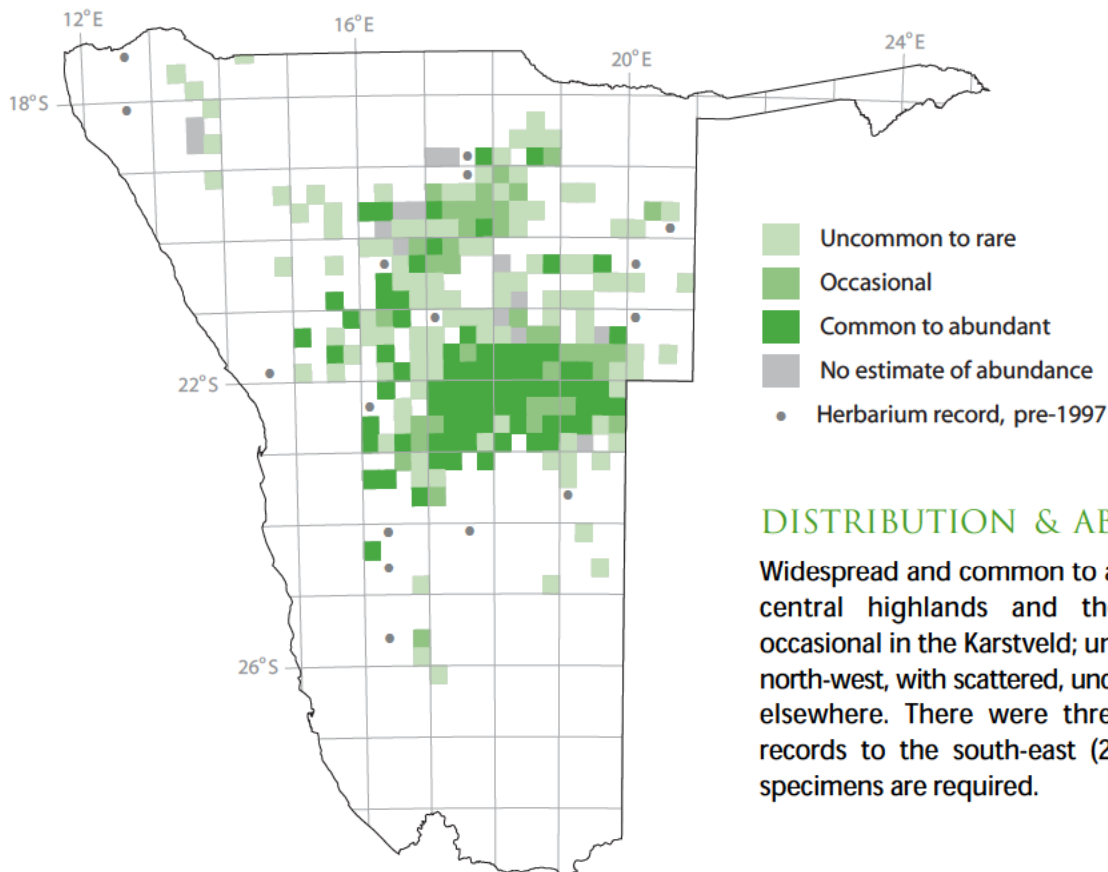 12°E
16°E
20°E
24°E
18°S
22°S
26°S
Uncommon to rare
Occasional
Common to abundant
No estimate of abundance
Herbarium record, pre-1997
DISTRIBUTION & AB
Widespread and common to a
central highlands and the
occasional in the Karstveld; un
north-west, with scattered, unc
elsewhere. There were thre
records to the south-east (2
specimens are required.